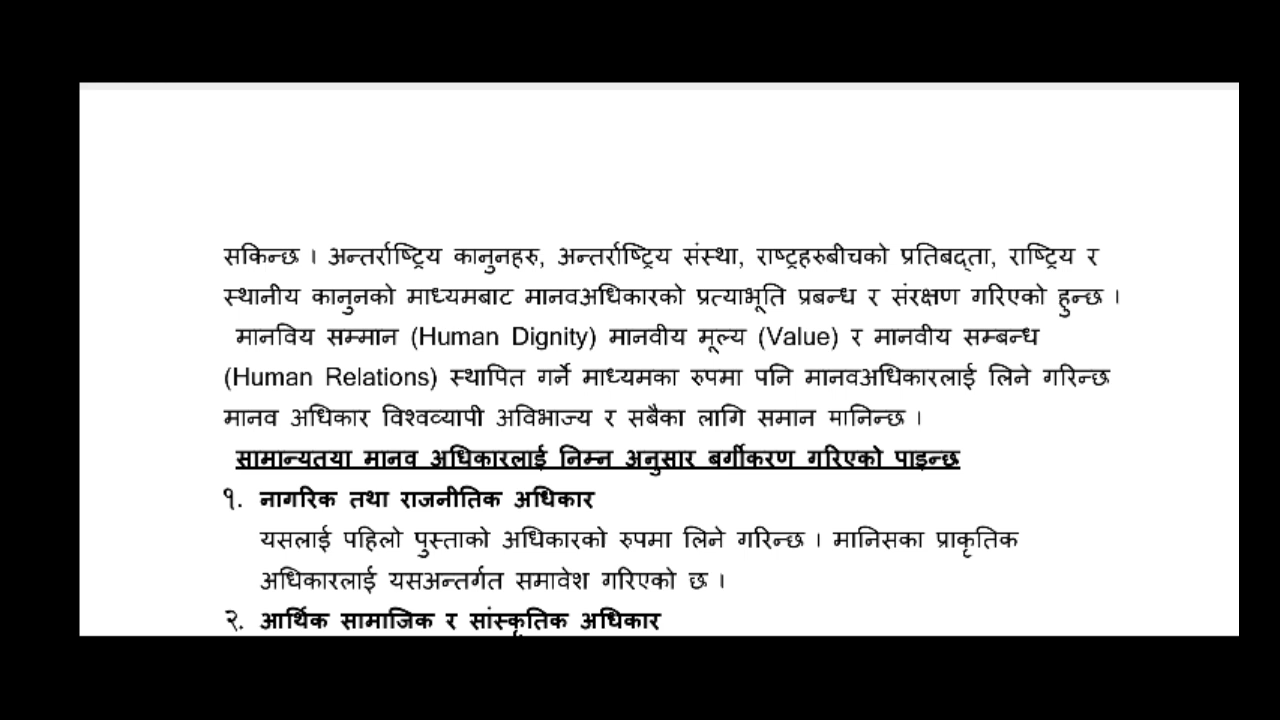 सकिन्छ । अन्तर्राष्ट्रिय कानुनहरु, अन्तर्राष्ट्रिय संस्था, राष्ट्रहरुबीचको प्रतिबद्ता, राष्ट्रिय र
स्थानीय कानुनको माध्यमबाट मानवअधिकारको प्रत्याभूति प्रबन्ध र संरक्षण गरिएको हुन्छ ।
मानविय सम्मान (Human Dignity) मानवीय मूल्य (Value) र मानवीय सम्बन्ध
(Human Relations) स्थापित गर्ने माध्यमका रुपमा पनि मानवअधिकारलाई लिने गरिन्छ
मानव अधिकार विश्वव्यापी अविभाज्य र सबैका लागि समान मानिन्छ ।
सामान्यतया मानव अधिकारलाई निम्न अनुसार बर्गीकरण गरिएको पाइन्छ
१. नागरिक तथा राजनीतिक अधिकार
यसलाई पहिलो पुस्ताको अधिकारको रुपमा लिने गरिन्छ । मानिसका प्राकृतिक
अधिकारलाई यसअन्तर्गत समावेश गरिएको छ ।
२. आर्थिक सामाजिक र सांस्कृतिक अधिकार